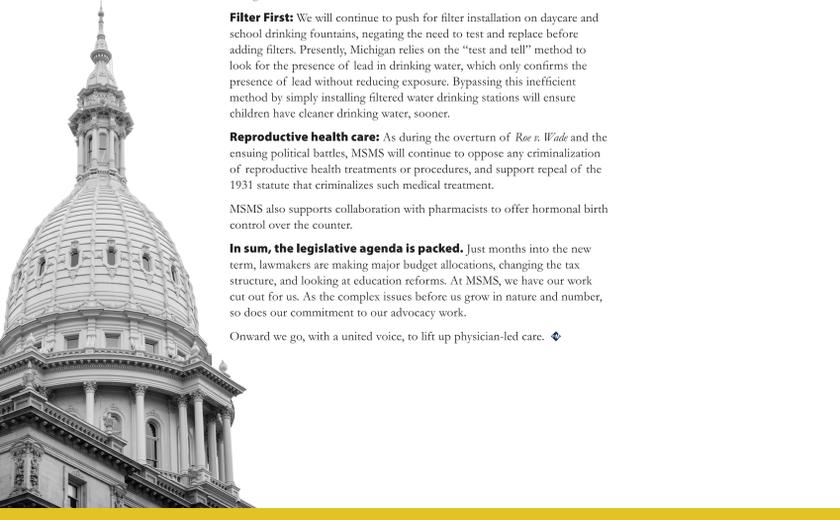 Filter First: We will continue to push for filter installation on daycare and
school drinking fountains, negating the need to test and replace before
adding filters. Presently, Michigan relies on the “test and tell” method to
look for the presence of lead in drinking water, which only confirms the
presence of lead without reducing exposure. Bypassing this inefficient
method by simply installing filtered water drinking stations will ensure
children have cleaner drinking water, sooner.
Reproductive health care: As during the overturn of Roe v. Wade and the
ensuing political battles, MSMS will continue to oppose any criminalization
of reproductive health treatments or procedures, and support repeal of the
1931 statute that criminalizes such medical treatment.
MSMS also supports collaboration with pharmacists to offer hormonal birth
control over the counter.
In sum, the legislative agenda is packed. Just months into the new
term, lawmakers are making major budget allocations, changing the tax
structure, and looking at education reforms. At MSMS, we have our work
cut out for us. As the complex issues before us grow in nature and number,
so does our commitment to our advocacy work.
Onward we go, with a united voice, to lift up physician-led care.